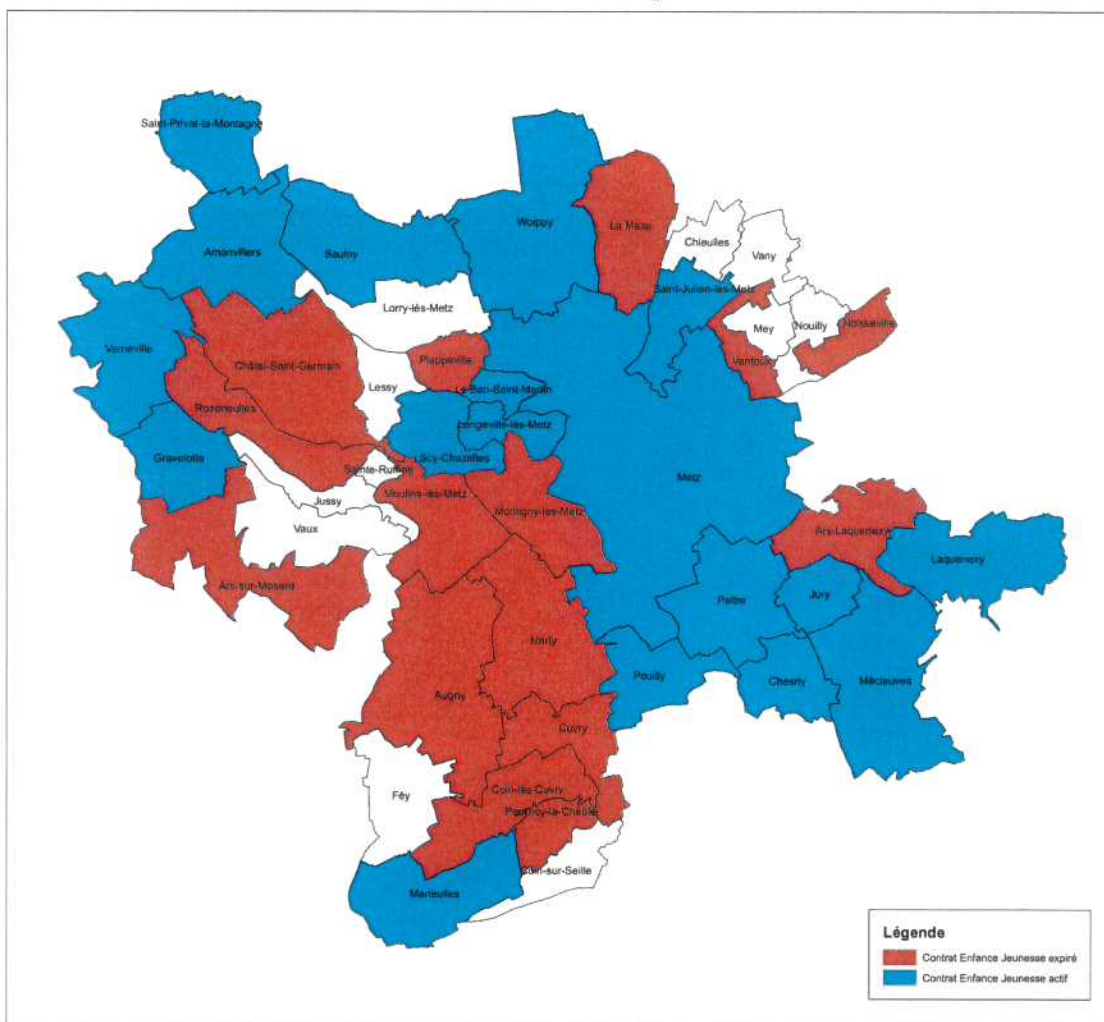 Saint-Privat-la-Montagne
Woippy
La Maxe
Chieulles
Vany
Amanvillers
Saulny
Saint-Julien-lès-Metz
Lorry-lès-Metz
Mey
Nouilly
Noisseville
Vernéville
Châtel-Saint-Germain
Plappeville
Vantoux
Lessy
Le Ban-Saint-Martin
Rozérieulles
Longeville-lès-Metz
Gravelotte
Scy-Chazelles
Sainte-Ruffine
Metz
Jussy
Moulins-lès-Metz
Montigny-lès-Metz
Vaux
Ars-Laquenexy
Laquenexy
Ars-sur-Moselle
Peltre
Jury
Marly
Pouilly
Chesny
Mécleuves
Augny
Cuvry
Féy
Coin-lès-Cuvry
Pournoy-la-Chétive
Coin-sur-Seille
Marieulles
Légende
Contrat Enfance Jeunesse expiré
Contrat Enfance Jeunesse actif